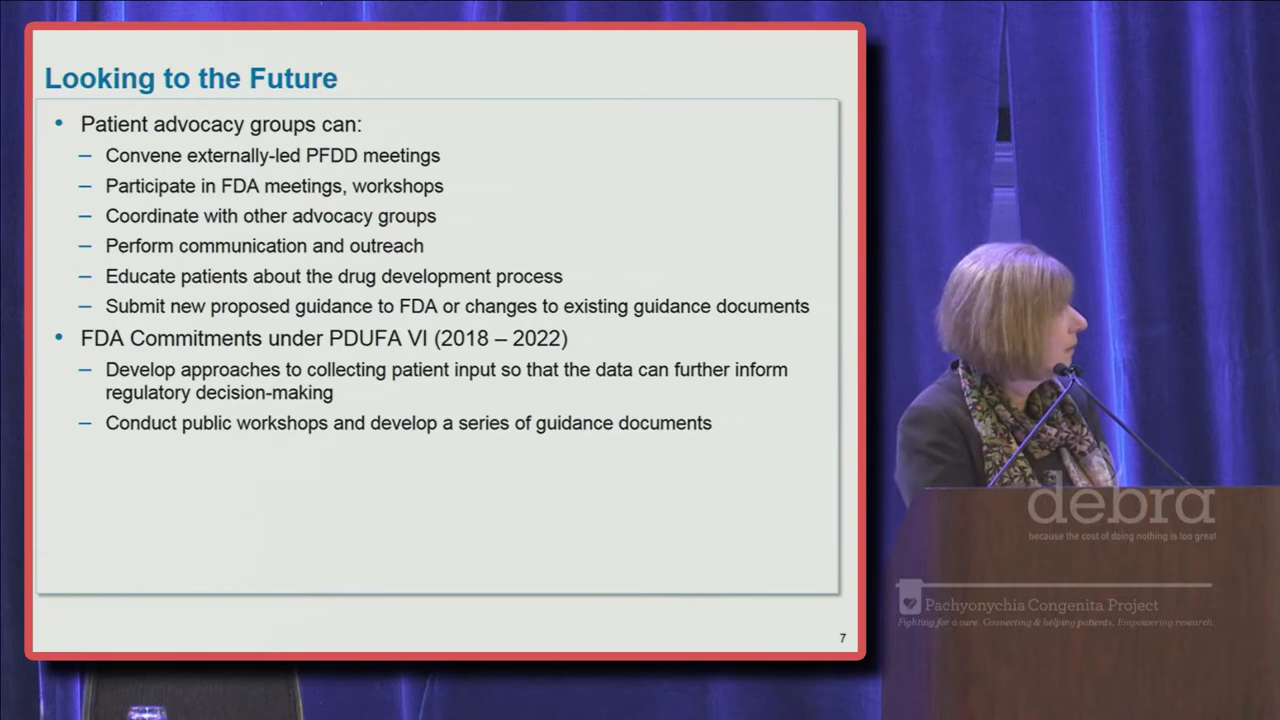 Looking to the Future
• Patient advocacy groups can:
– Convene externally-led PFDD meetings
– Participate in FDA meetings, workshops
– Coordinate with other advocacy groups
– Perform communication and outreach
– Educate patients about the drug development process
– Submit new proposed guidance to FDA or changes to existing guidance documents
• FDA Commitments under PDUFA VI (2018 – 2022)
– Develop approaches to collecting patient input so that the data can further inform
regulatory decision-making
– Conduct public workshops and develop a series of guidance documents
7
debra
because the cost of doing nothing is too great
Pachyonychia Congenita Project
Fighting for a cure. Connecting & helping patients. Empowering research.